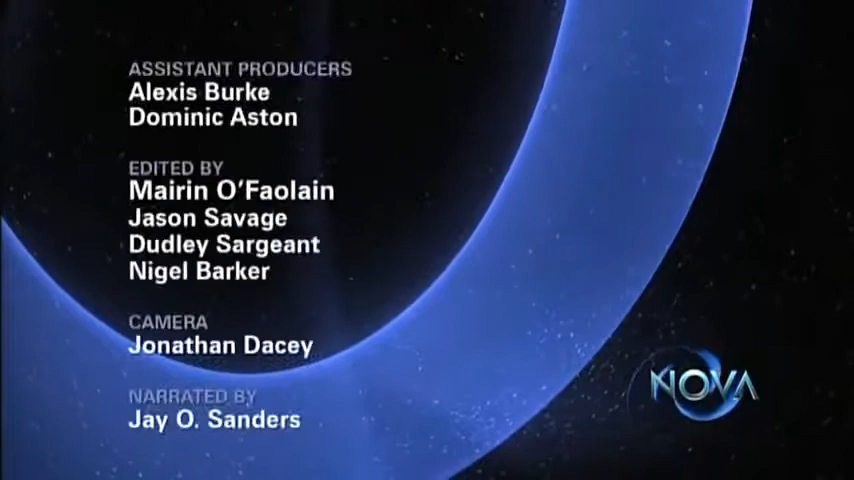 ASSISTANT PRODUCERS
Alexis Burke
Dominic Aston
EDITED BY
Mairin O'Faolain
Jason Savage
Dudley Sargeant
Nigel Barker
CAMERA
Jonathan Dacey
NARRATED BY
Jay O. Sanders
NOVA